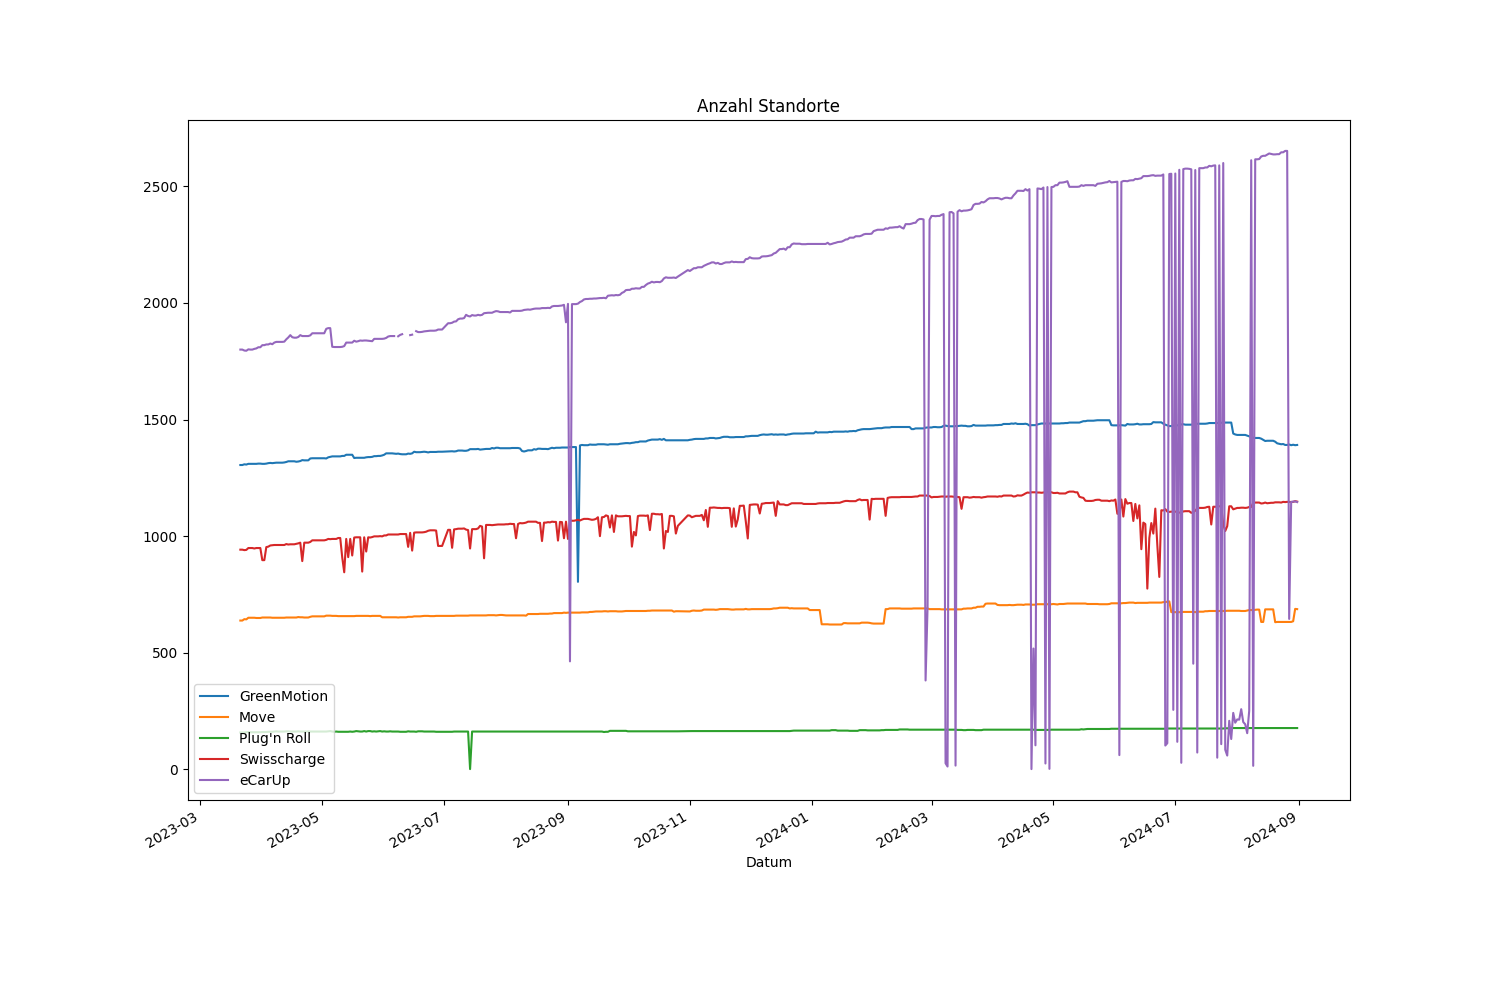 Anzahl Standorte
2500
2000
1500
1000
500
0
GreenMotion
Move
Plug'n Roll
Swisscharge
eCarUp
2023-03
2023-05
2023-07
2023-09
2023-11
2024-01
2024-03
2024-05
2024-07
2024-09
Datum